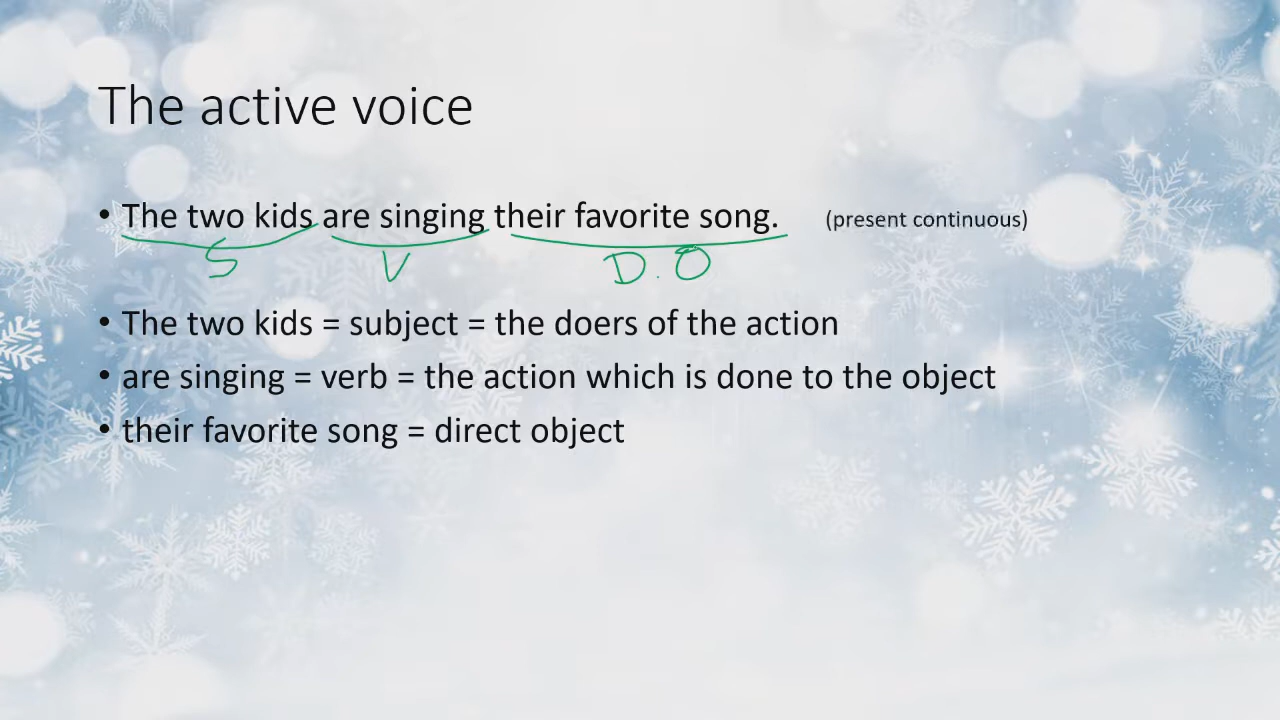 The active voice
• The two kids are singing their favorite song. (present continuous)
S V D.O
• The two kids = subject = the doers of the action
• are singing = verb = the action which is done to the object
• their favorite song = direct object